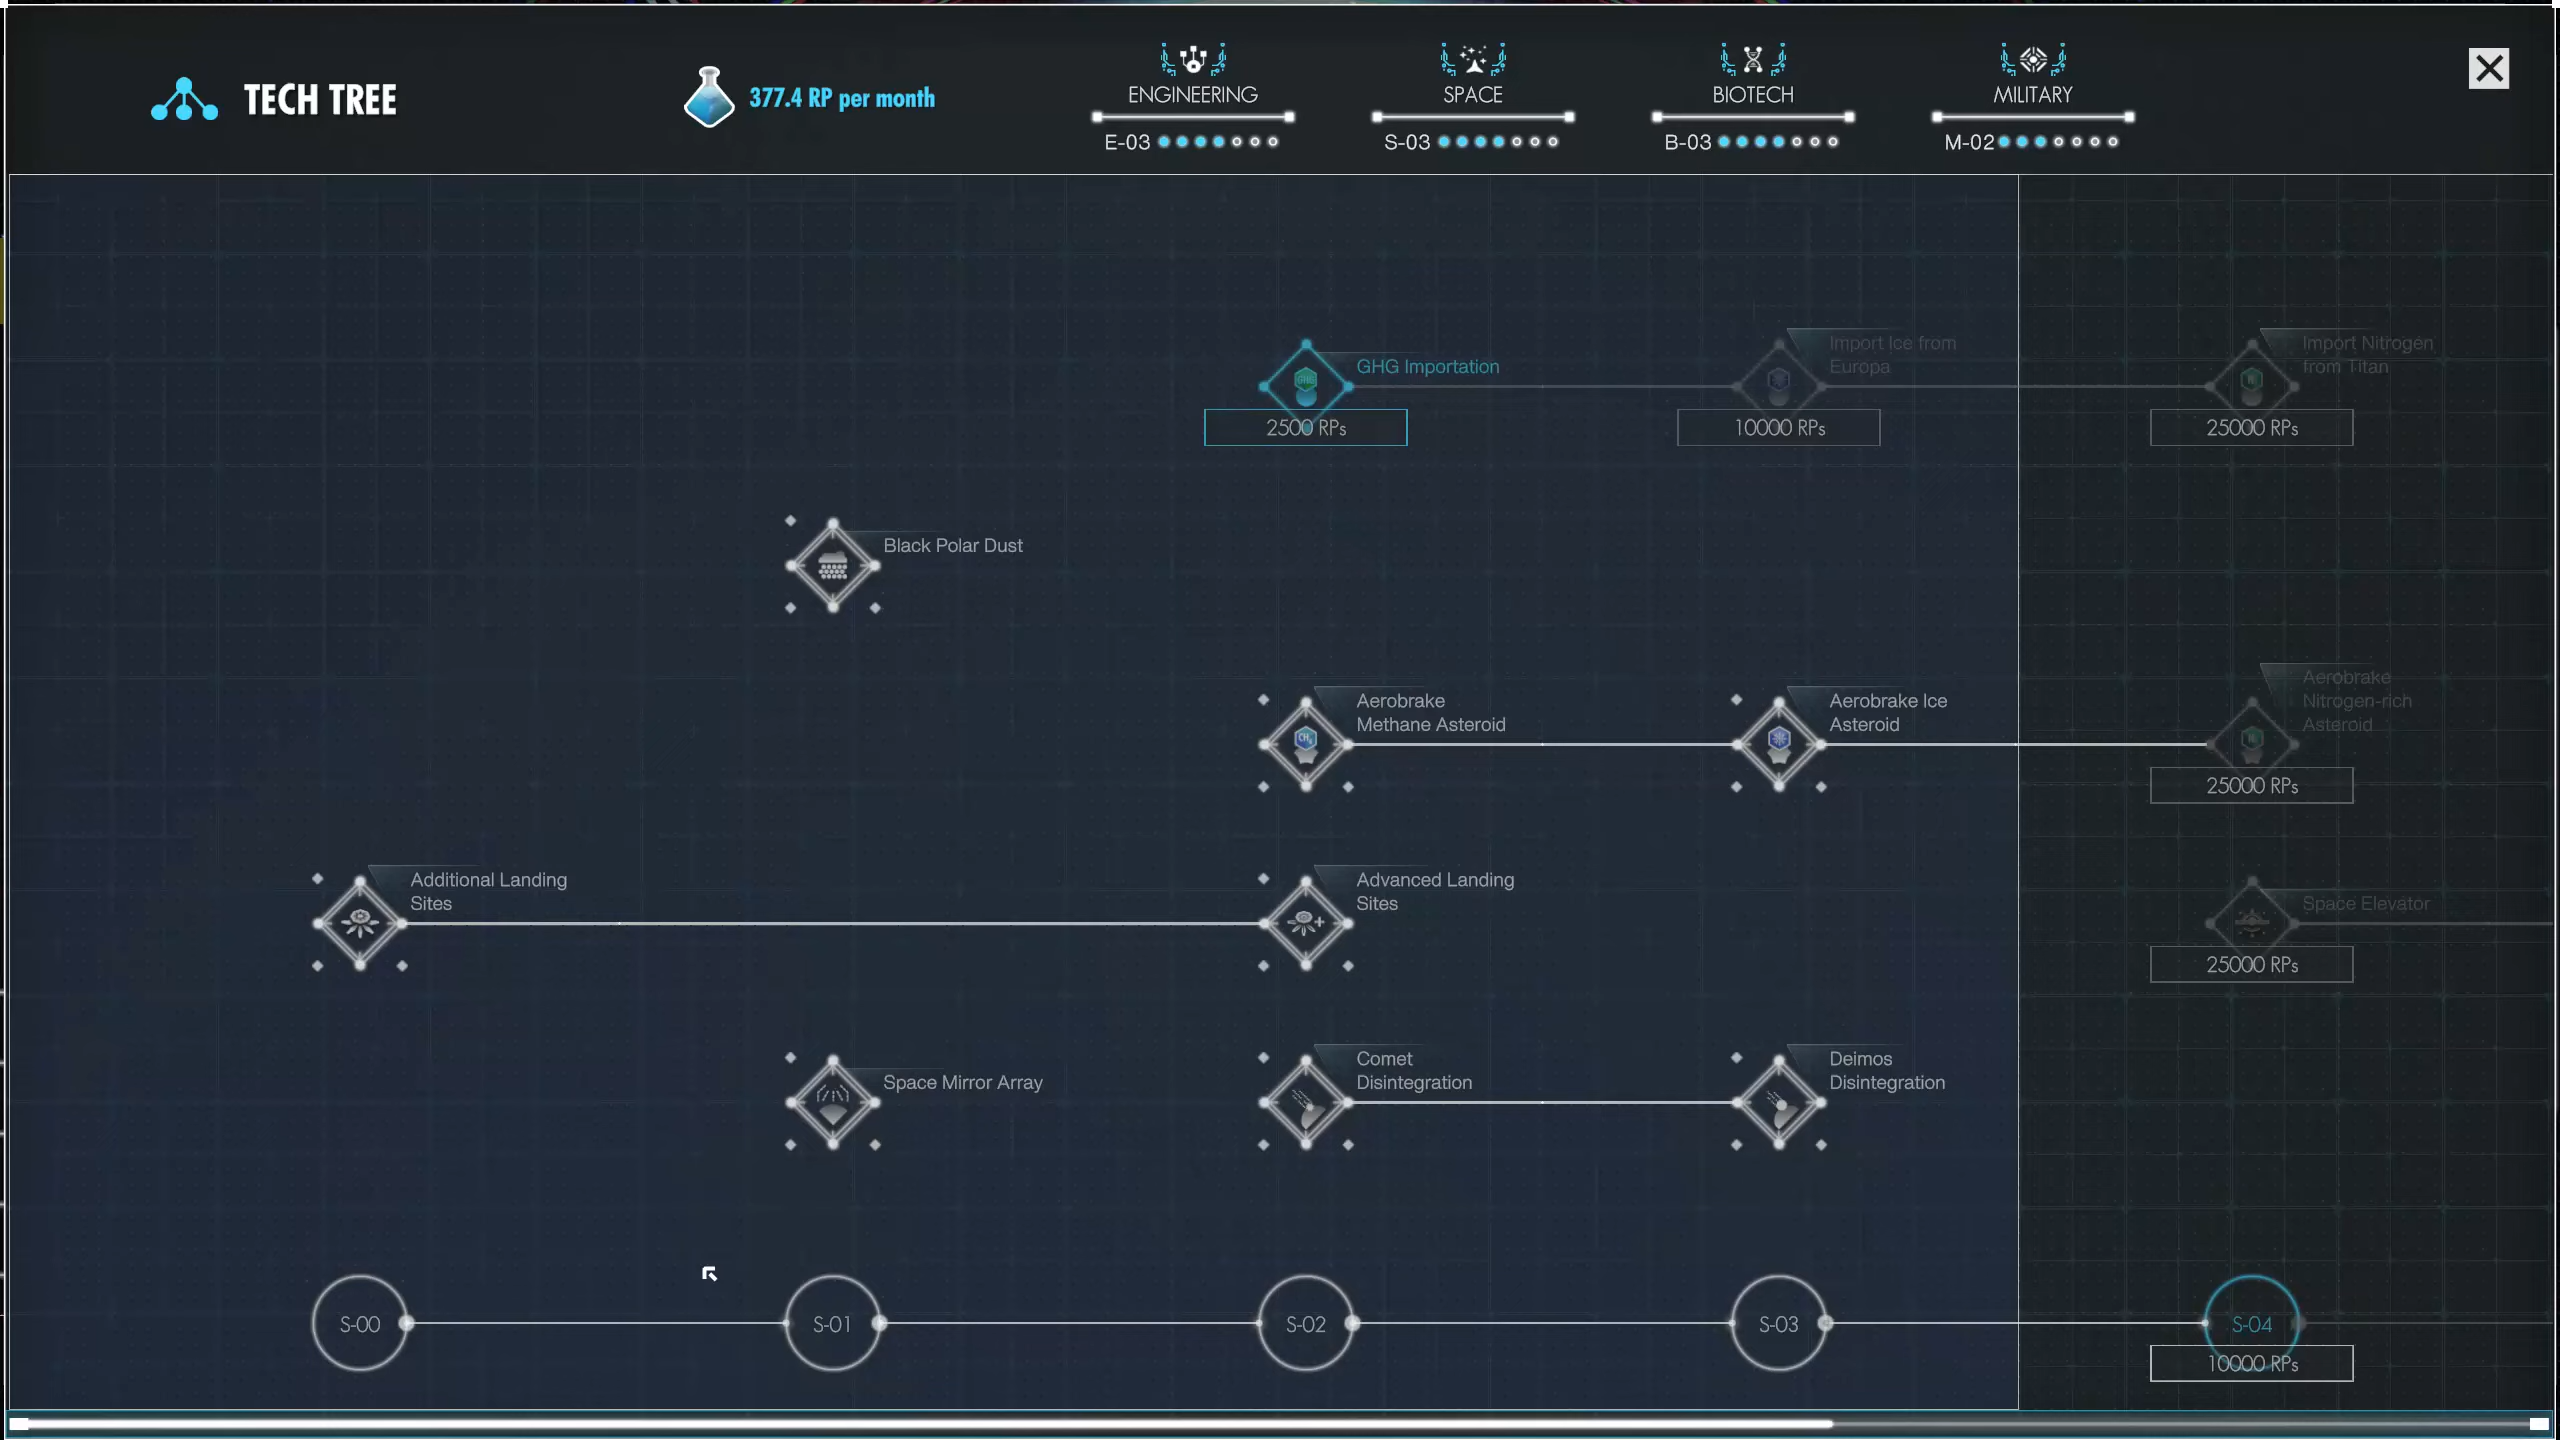 TECH TREE
377.4 RP per month
ENGINEERING
E-03
SPACE
S-03
BIOTECH
B-03
MILITARY
M-02
GHG Importation
GHG
2500 RPs
Import Ice from
Europa
10000 RPs
Import Nitrogen
from Titan
N
25000 RPs
Black Polar Dust
Aerobrake
Methane Asteroid
CH4
Aerobrake Ice
Asteroid
Aerobrake
Nitrogen-rich
Asteroid
N
25000 RPs
Additional Landing
Sites
Advanced Landing
Sites
Space Elevator
25000 RPs
Space Mirror Array
Comet
Disintegration
Deimos
Disintegration
S-00
S-01
S-02
S-03
S-04
10000 RPs